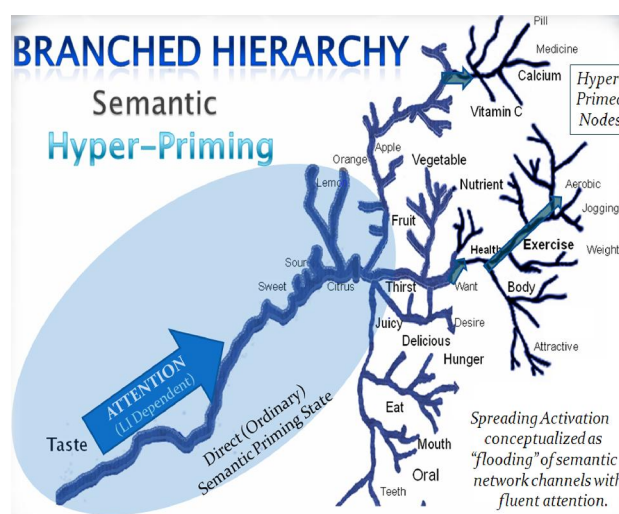 BRANCHED HIERARCHY
Semantic
Hyper-Priming
Pill
Medicine
Calcium
Vitamin C
Hyper
Primed
Nodes
Orange
Apple
Lemon
Vegetable
Nutrient
Aerobic
Jogging
Fruit
Health
Exercise
Weight
Sour
Sweet
Citrus
Thirst
Want
Body
Juicy
Desire
Delicious
Hunger
Attractive
ATTENTION
(LI Dependent)
Taste
Direct (Ordinary)
Semantic Priming State
Eat
Mouth
Oral
Teeth
Spreading Activation
conceptualized as
"flooding" of semantic
network channels with
fluent attention.